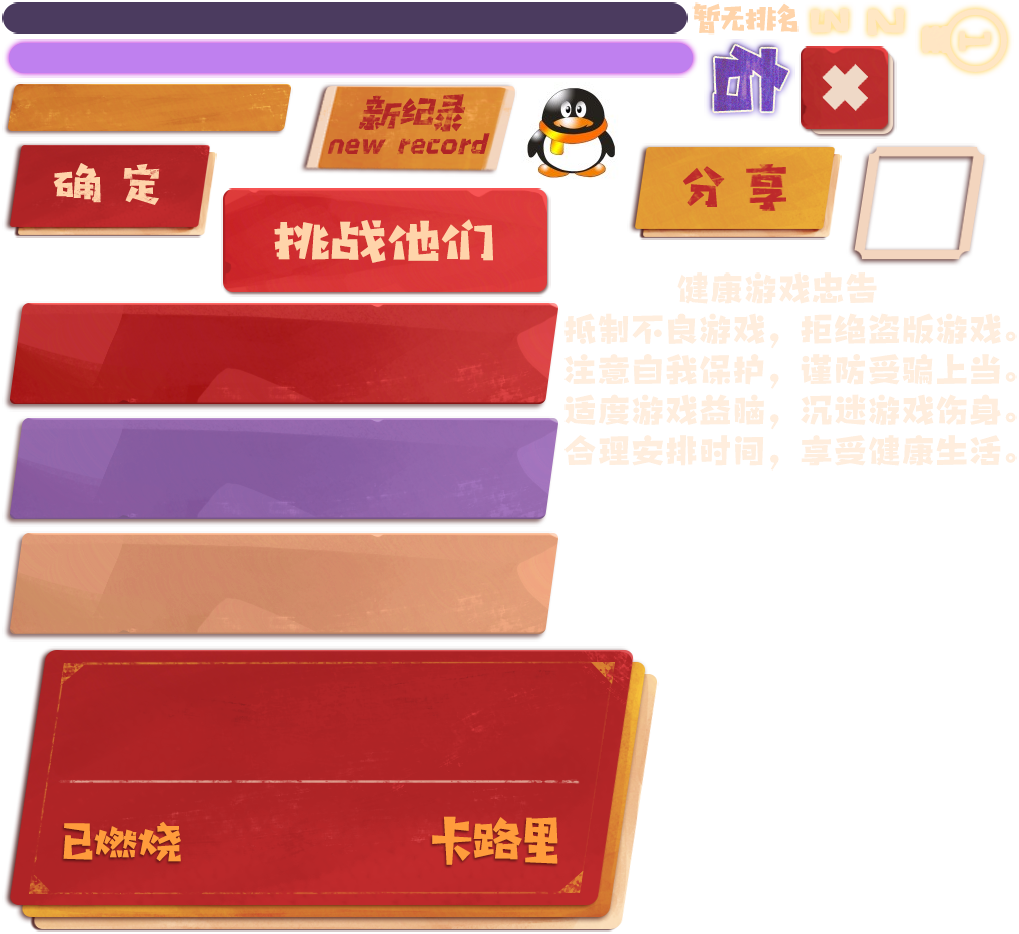 暂无排名
3
2
1
新纪录
new record
确 定
分 享
挑战他们
健康游戏忠告
抵制不良游戏，拒绝盗版游戏。
注意自我保护，谨防受骗上当。
适度游戏益脑，沉迷游戏伤身。
合理安排时间，享受健康生活。
已燃烧
卡路里